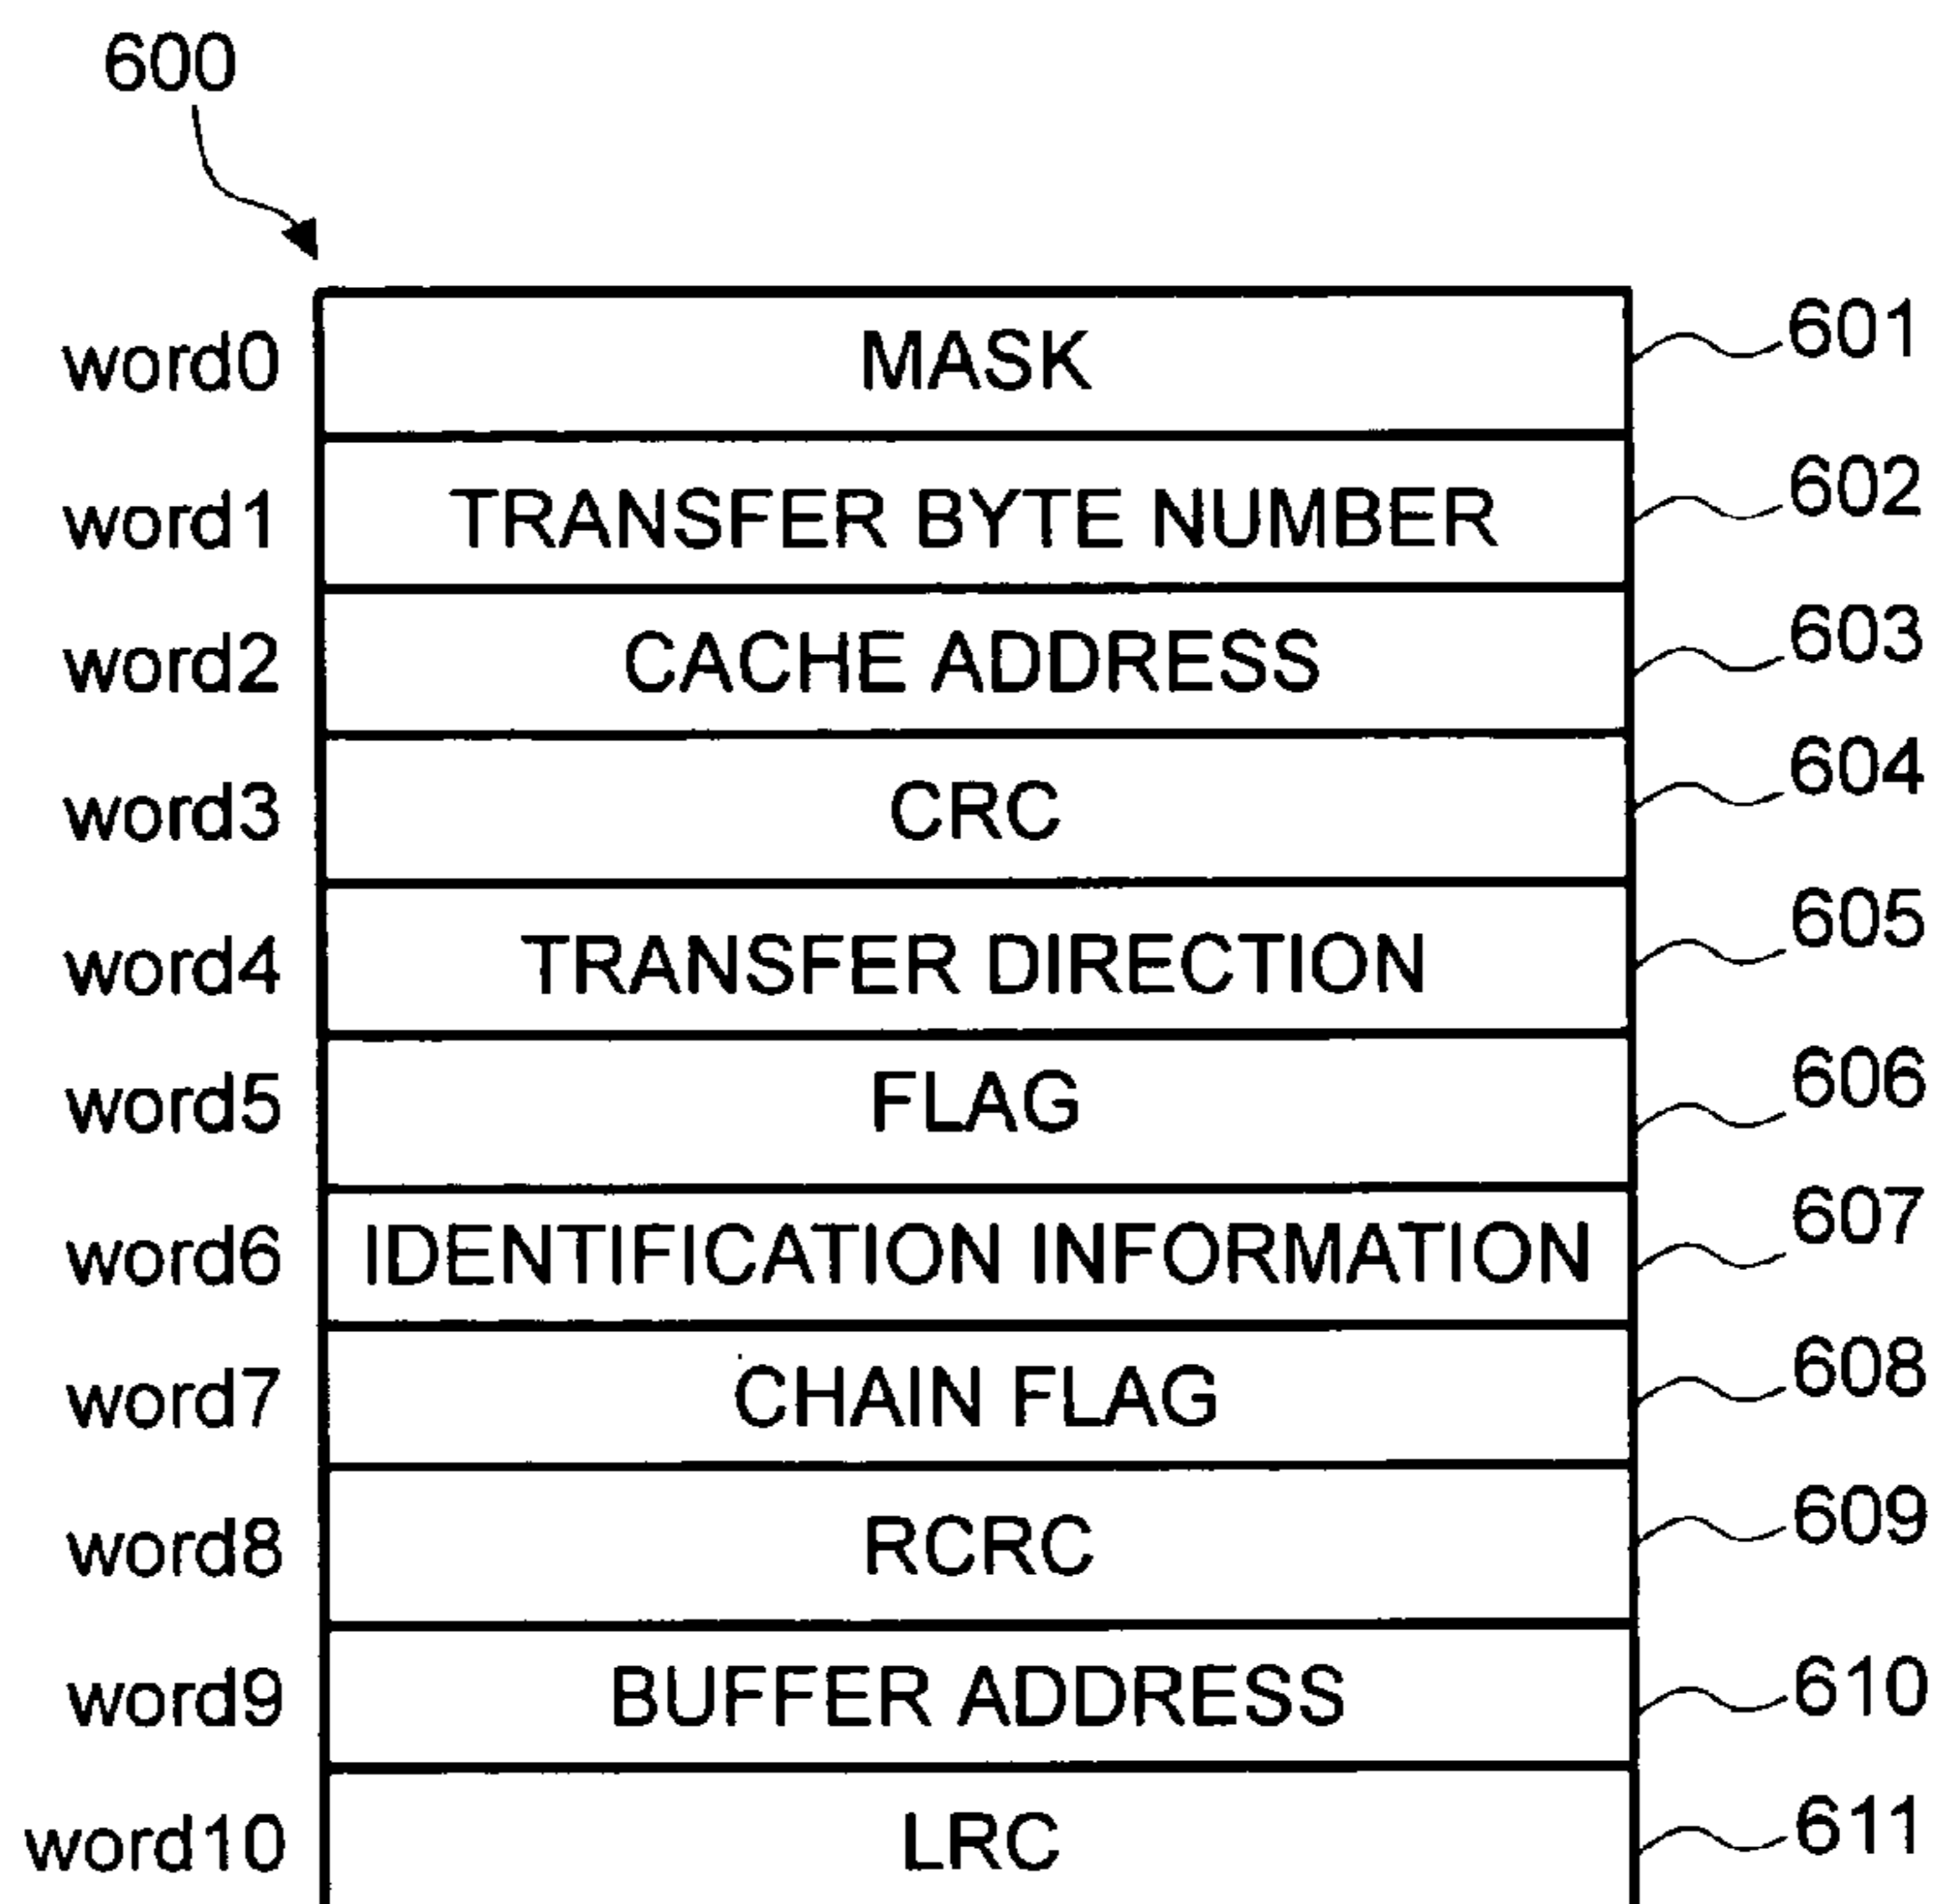 600
word0 MASK 601
word1 TRANSFER BYTE NUMBER 602
word2 CACHE ADDRESS 603
word3 CRC 604
word4 TRANSFER DIRECTION 605
word5 FLAG 606
word6 IDENTIFICATION INFORMATION 607
word7 CHAIN FLAG 608
word8 RCRC 609
word9 BUFFER ADDRESS 610
word10 LRC 611